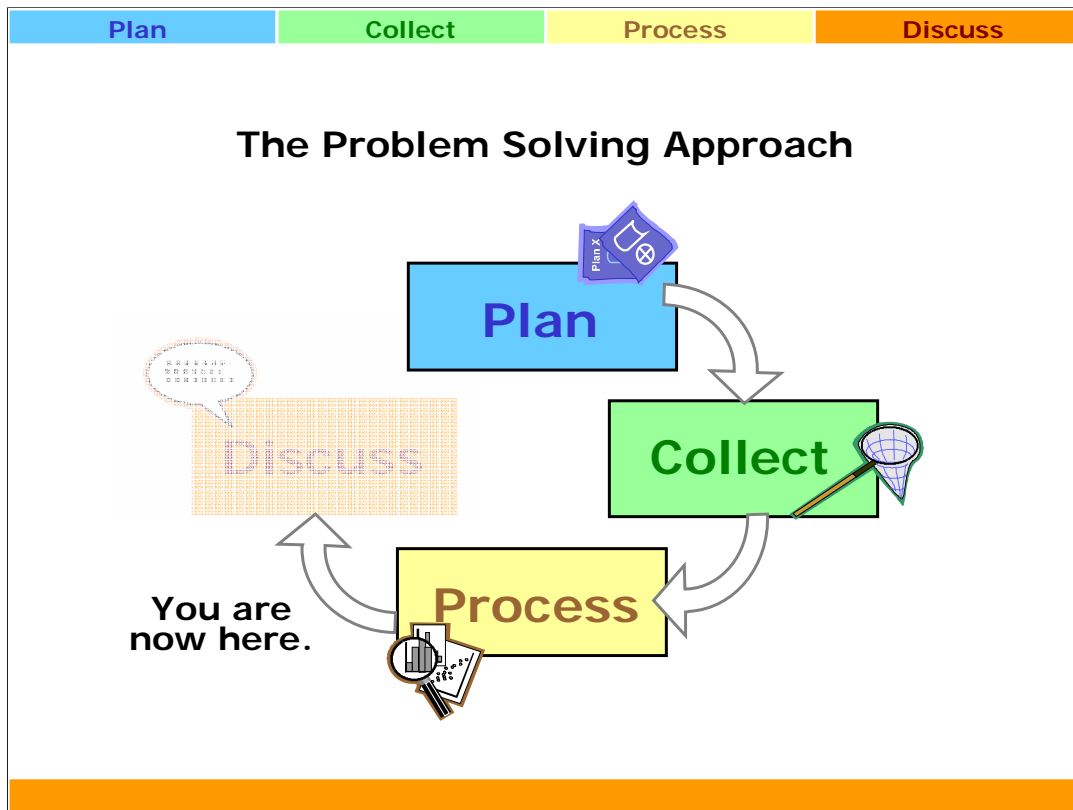 Plan Collect Process Discuss
The Problem Solving Approach
Plan X
Plan
Collect
Discuss
Process
You are
now here.